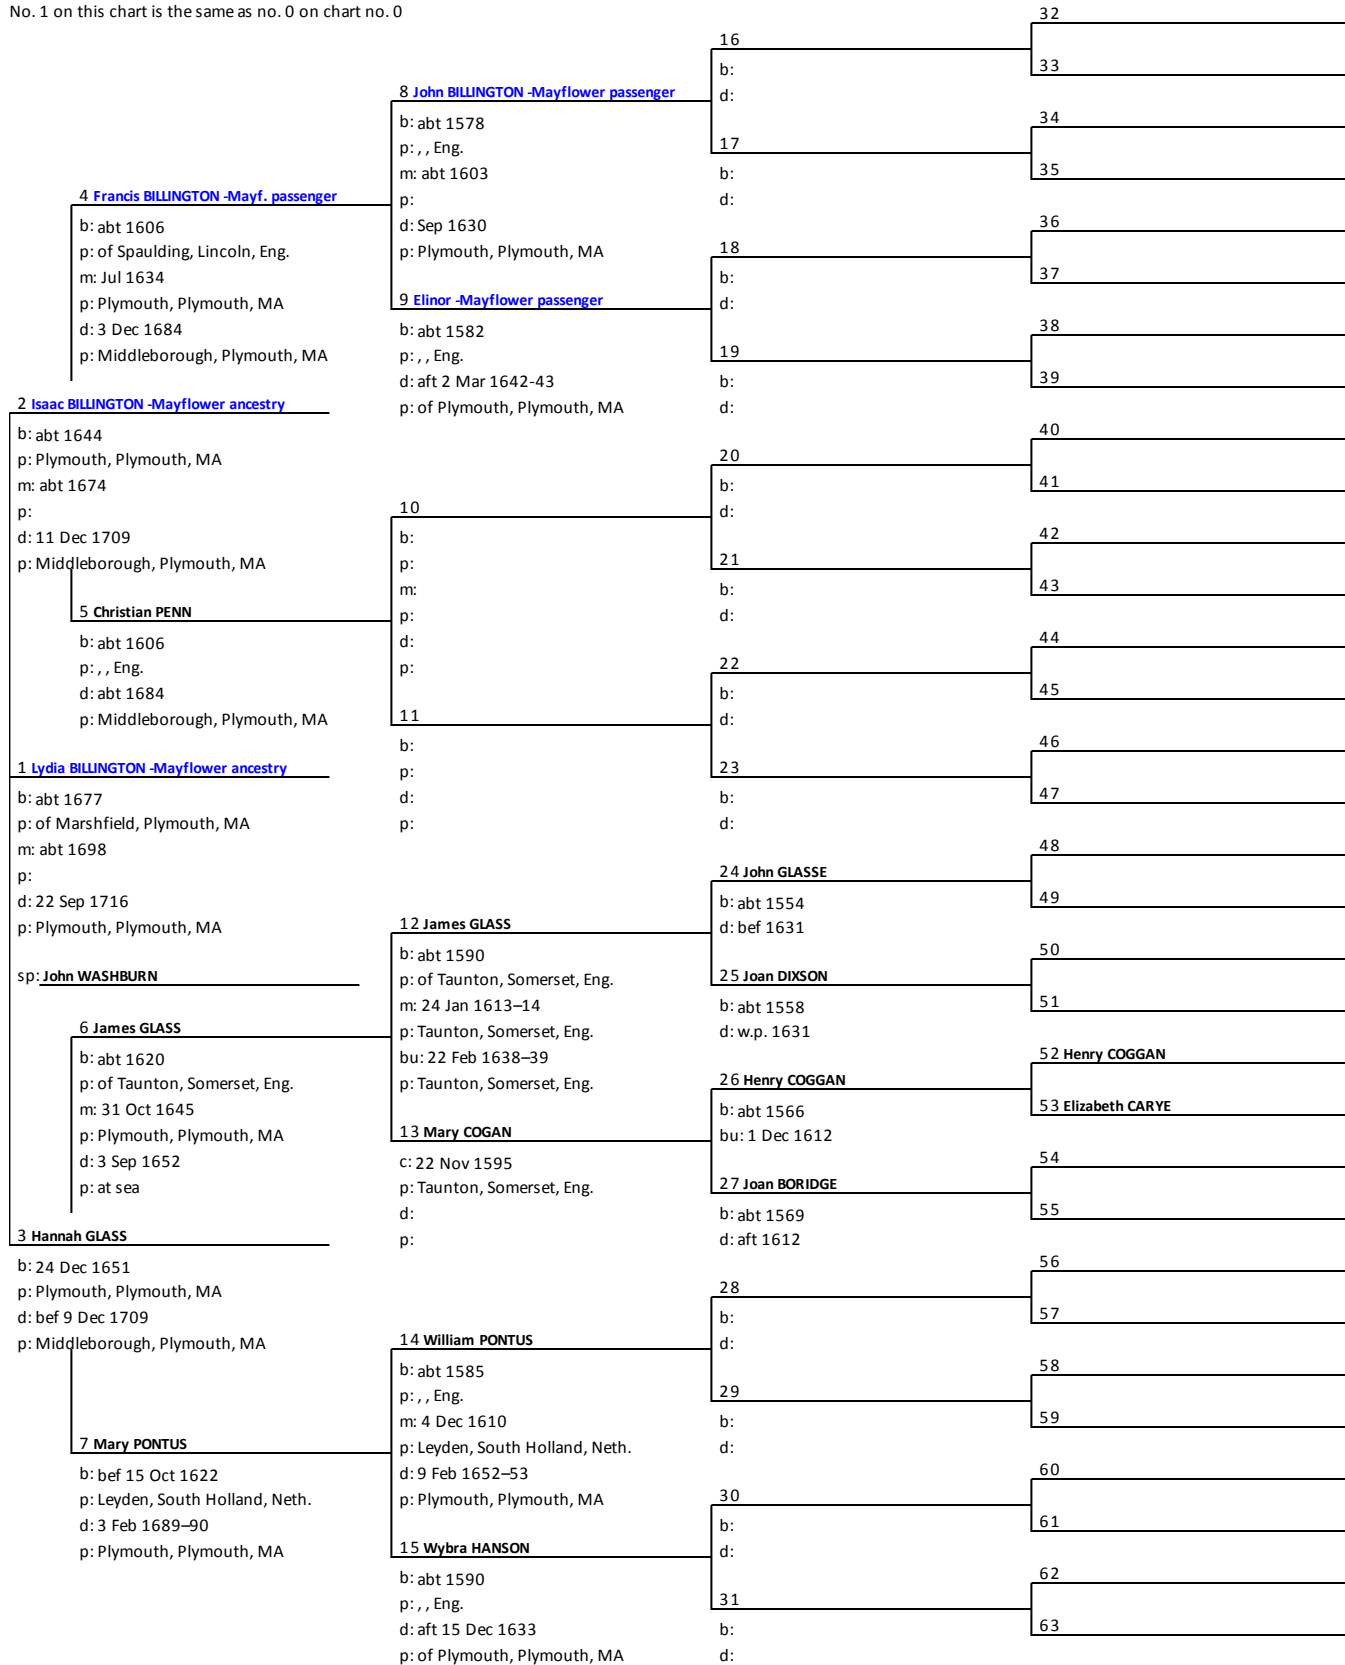 No. 1 on this chart is the same as no. 0 on chart no. 0
4 Francis BILLINGTON -Mayf. passenger
b: abt 1606
p: of Spaulding, Lincoln, Eng.
m: Jul 1634
p: Plymouth, Plymouth, MA
d: 3 Dec 1684
p: Middleborough, Plymouth, MA
2 Isaac BILLINGTON -Mayflower ancestry
b: abt 1644
p: Plymouth, Plymouth, MA
m: abt 1674
p:
d: 11 Dec 1709
p: Middleborough, Plymouth, MA
5 Christian PENN
b: abt 1606
p: , , Eng.
d: abt 1684
p: Middleborough, Plymouth, MA
1 Lydia BILLINGTON -Mayflower ancestry
b: abt 1677
p: of Marshfield, Plymouth, MA
m: abt 1698
p:
d: 22 Sep 1716
p: Plymouth, Plymouth, MA
sp: John WASHBURN
6 James GLASS
b: abt 1620
p: of Taunton, Somerset, Eng.
m: 31 Oct 1645
p: Plymouth, Plymouth, MA
d: 3 Sep 1652
p: at sea
3 Hannah GLASS
b: 24 Dec 1651
p: Plymouth, Plymouth, MA
d: bef 9 Dec 1709
p: Middleborough, Plymouth, MA
7 Mary PONTUS
b: bef 15 Oct 1622
p: Leyden, South Holland, Neth.
d: 3 Feb 1689–90
p: Plymouth, Plymouth, MA
8 John BILLINGTON -Mayflower passenger
b: abt 1578
p: , , Eng.
m: abt 1603
p:
d: Sep 1630
p: Plymouth, Plymouth, MA
9 Elinor -Mayflower passenger
b: abt 1582
p: , , Eng.
d: aft 2 Mar 1642-43
p: of Plymouth, Plymouth, MA
10
b:
p:
m:
p:
d:
p:
11
b:
p:
d:
p:
12 James GLASS
b: abt 1590
p: of Taunton, Somerset, Eng.
m: 24 Jan 1613–14
p: Taunton, Somerset, Eng.
bu: 22 Feb 1638–39
p: Taunton, Somerset, Eng.
13 Mary COGAN
c: 22 Nov 1595
p: Taunton, Somerset, Eng.
d:
p:
14 William PONTUS
b: abt 1585
p: , , Eng.
m: 4 Dec 1610
p: Leyden, South Holland, Neth.
d: 9 Feb 1652–53
p: Plymouth, Plymouth, MA
15 Wybra HANSON
b: abt 1590
p: , , Eng.
d: aft 15 Dec 1633
p: of Plymouth, Plymouth, MA
16
b:
d:
17
b:
d:
18
b:
d:
19
b:
d:
20
b:
d:
21
b:
d:
22
b:
d:
23
b:
d:
24 John GLASSE
b: abt 1554
d: bef 1631
25 Joan DIXSON
b: abt 1558
d: w.p. 1631
26 Henry COGGAN
b: abt 1566
bu: 1 Dec 1612
27 Joan BORIDGE
b: abt 1569
d: aft 1612
28
b:
d:
29
b:
d:
30
b:
d:
31
b:
d:
32
33
34
35
36
37
38
39
40
41
42
43
44
45
46
47
48
49
50
51
52 Henry COGGAN
53 Elizabeth CARYE
54
55
56
57
58
59
60
61
62
63